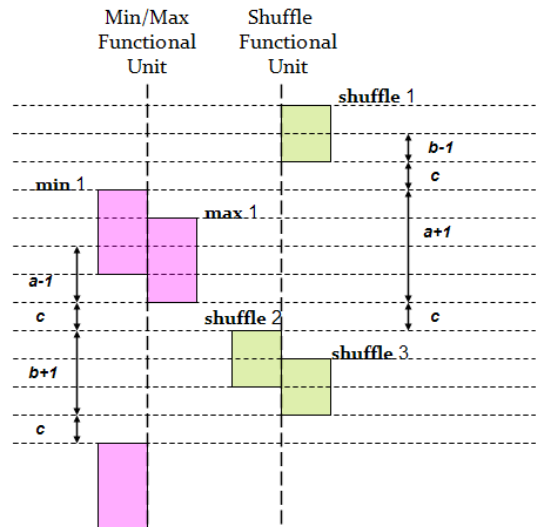 Min/Max
Functional
Unit
Shuffle
Functional
Unit
shuffle 1
b-1
c
min 1
max 1
a+1
a-1
c
shuffle 2
c
shuffle 3
b+1
c